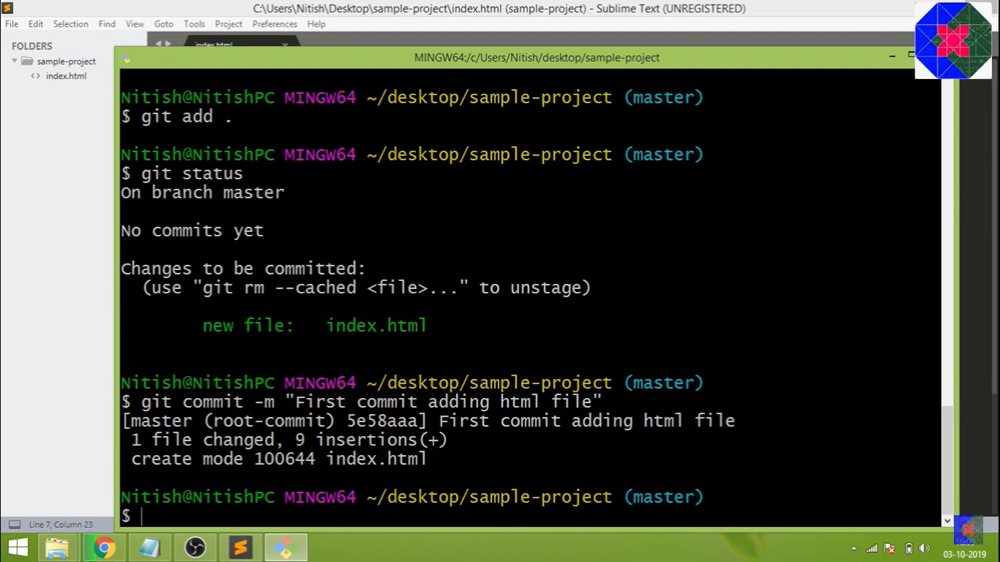 C:\Users\Nitish\Desktop\sample-project\index.html (sample-project) - Sublime Text (UNREGISTERED)
File Edit Selection Find View Goto Tools Project Preferences Help
FOLDERS
sample-project
index.html
index.html
MINGW64:/c/Users/Nitish/desktop/sample-project
Nitish@NitishPC MINGW64 ~/desktop/sample-project (master)
$ git add .
Nitish@NitishPC MINGW64 ~/desktop/sample-project (master)
$ git status
On branch master
No commits yet
Changes to be committed:
(use "git rm --cached <file>..." to unstage)
new file: index.html
Nitish@NitishPC MINGW64 ~/desktop/sample-project (master)
$ git commit -m "First commit adding html file"
[master (root-commit) 5e58aaa] First commit adding html file
1 file changed, 9 insertions(+)
create mode 100644 index.html
Nitish@NitishPC MINGW64 ~/desktop/sample-project (master)
$
Line 7, Column 23
03-10-2019